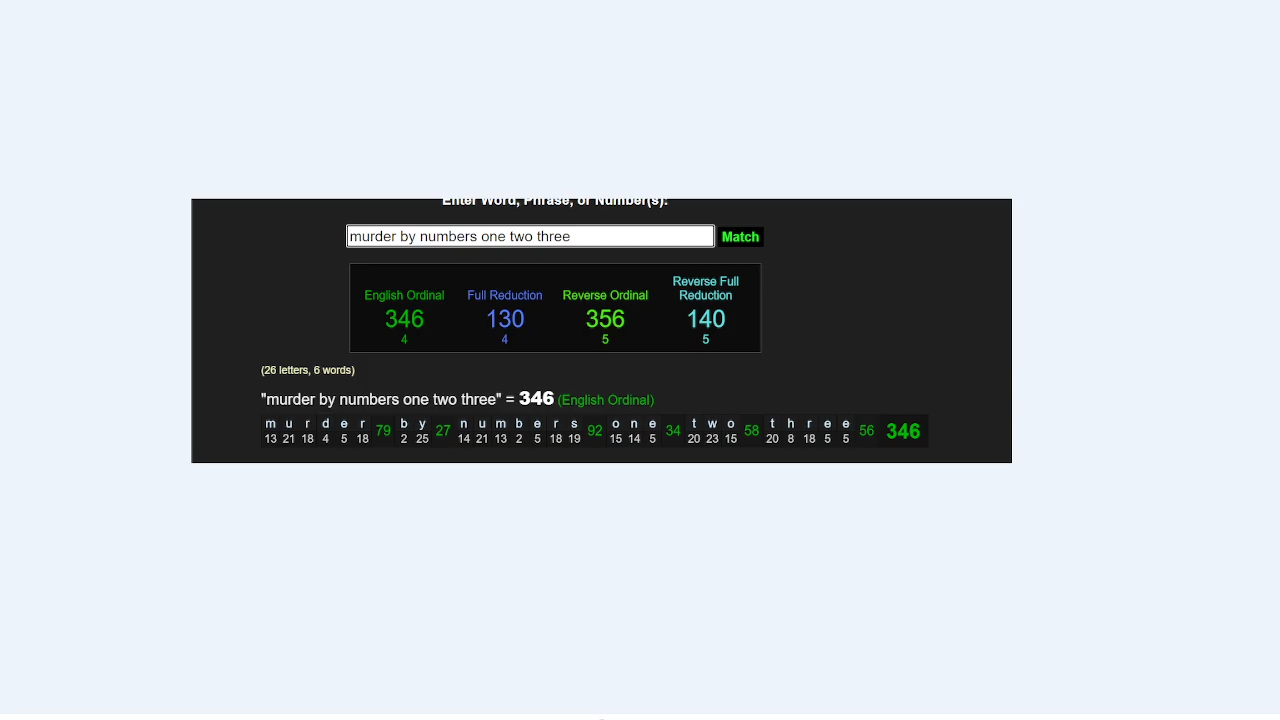 Enter Word, Phrase, or Number(s):
murder by numbers one two three Match
English Ordinal Full Reduction Reverse Ordinal Reverse Full Reduction
346 130 356 140
4 4 5 5
(26 letters, 6 words)
"murder by numbers one two three" = 346 (English Ordinal)
m u r d e r 79 b y 27 n u m b e r s 92 o n e 34 t w o 58 t h r e e 56 346
13 21 18 4 5 18 2 25 14 21 13 2 5 18 19 15 14 5 20 23 15 20 8 18 5 5